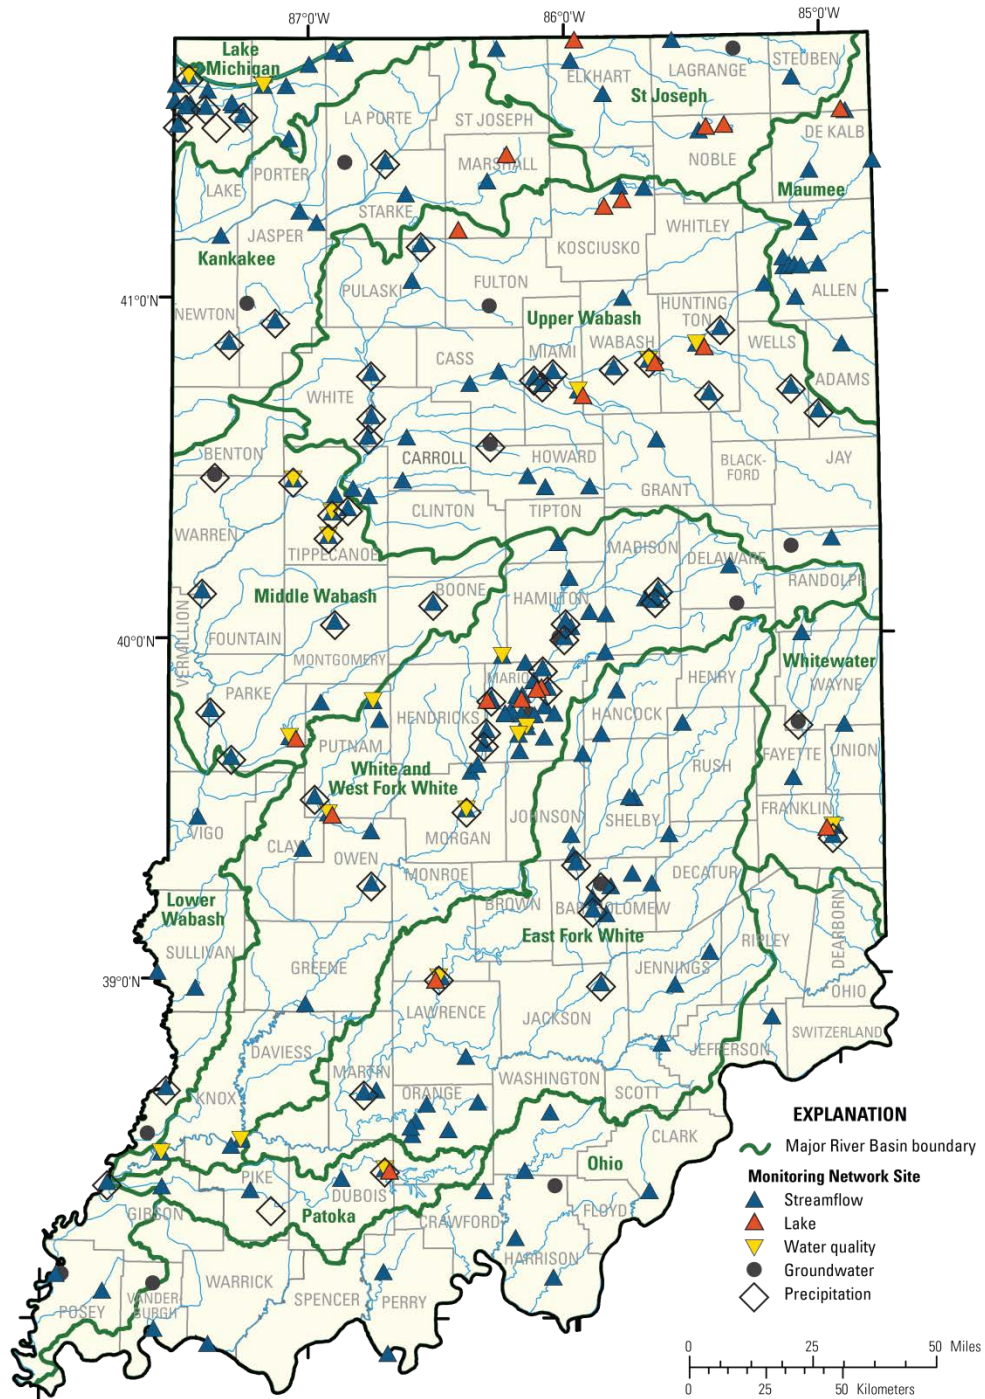 87°0'W
86°0'W
85°0'W
Lake
Michigan
ELKHART
LAGRANGE
STEUBEN
St Joseph
LA PORTE
ST JOSEPH
DE KALB
NOBLE
MARSHALL
PORTER
LAKE
Maumee
STARKE
WHITLEY
JASPER
KOSCIUSKO
Kankakee
FULTON
PULASKI
ALLEN
41°0'N
NEWTON
HUNTING-
TON
Upper Wabash
WABASH
WELLS
MIAMI
CASS
ADAMS
WHITE
BENTON
CARROLL
HOWARD
BLACK-
FORD
JAY
GRANT
CLINTON
TIPTON
WARREN
TIPPECANOE
MADISON
DELAWARE
RANDOLPH
BOONE
HAMILTON
Middle Wabash
VERMILLION
FOUNTAIN
40°0'N
MONTGOMERY
Whitewater
HENRY
WAYNE
MARIO
PARKE
HENDRICKS
HANCOCK
PUTNAM
FAYETTE
UNION
RUSH
White and
West Fork White
FRANKLIN
JOHNSON
SHELBY
VIGO
CLAY
MORGAN
OWEN
MONROE
DECATUR
Lower
Wabash
BROWN
BARTHOLOMEW
DEARBORN
East Fork White
RIPLEY
SULLIVAN
GREENE
JENNINGS
39°0'N
OHIO
LAWRENCE
JACKSON
SWITZERLAND
DAVIESS
JEFFERSON
MARTIN
WASHINGTON
ORANGE
SCOTT
KNOX
CLARK
Ohio
PIKE
DUBOIS
Patoka
GIBSON
CRAWFORD
FLOYD
HARRISON
WARRICK
SPENCER
PERRY
POSEY
VANDER-
BURGH
EXPLANATION
Major River Basin boundary
Monitoring Network Site
Streamflow
Lake
Water quality
Groundwater
Precipitation
0 25 50 Miles
0 25 50 Kilometers